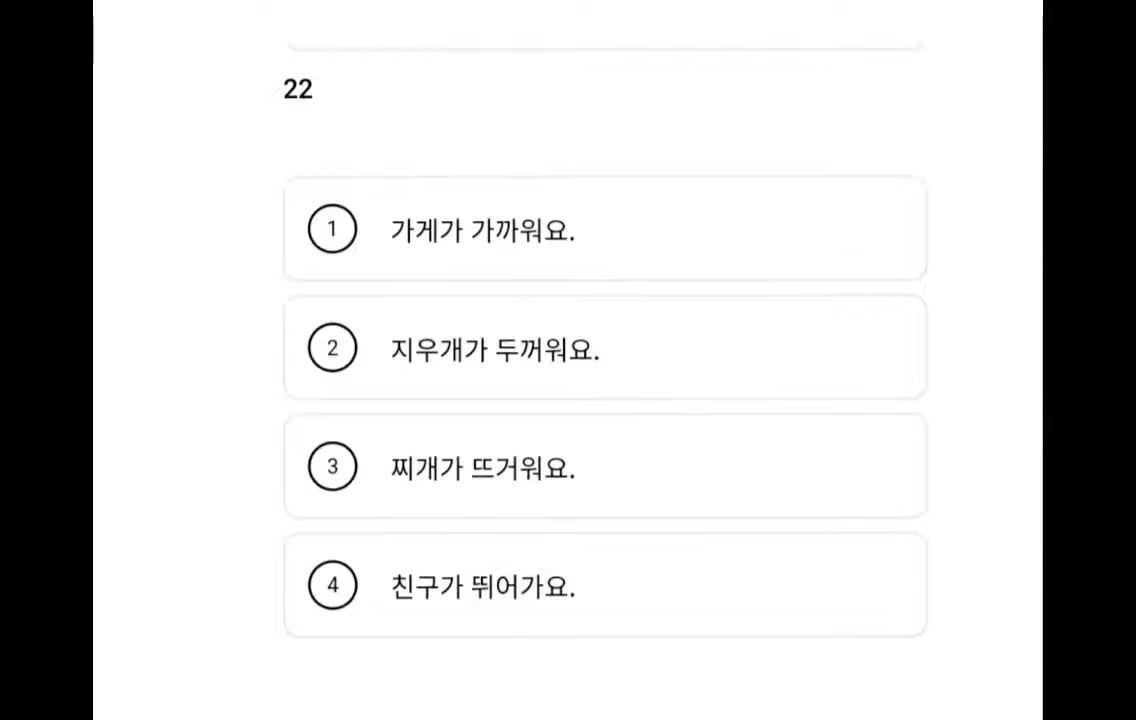 22
1 가게가 가까워요.
2 지우개가 두꺼워요.
3 찌개가 뜨거워요.
4 친구가 뛰어가요.